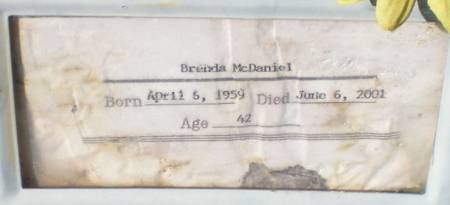 Brenda McDaniel
Born April 6, 1959 Died June 6, 2001
Age 42